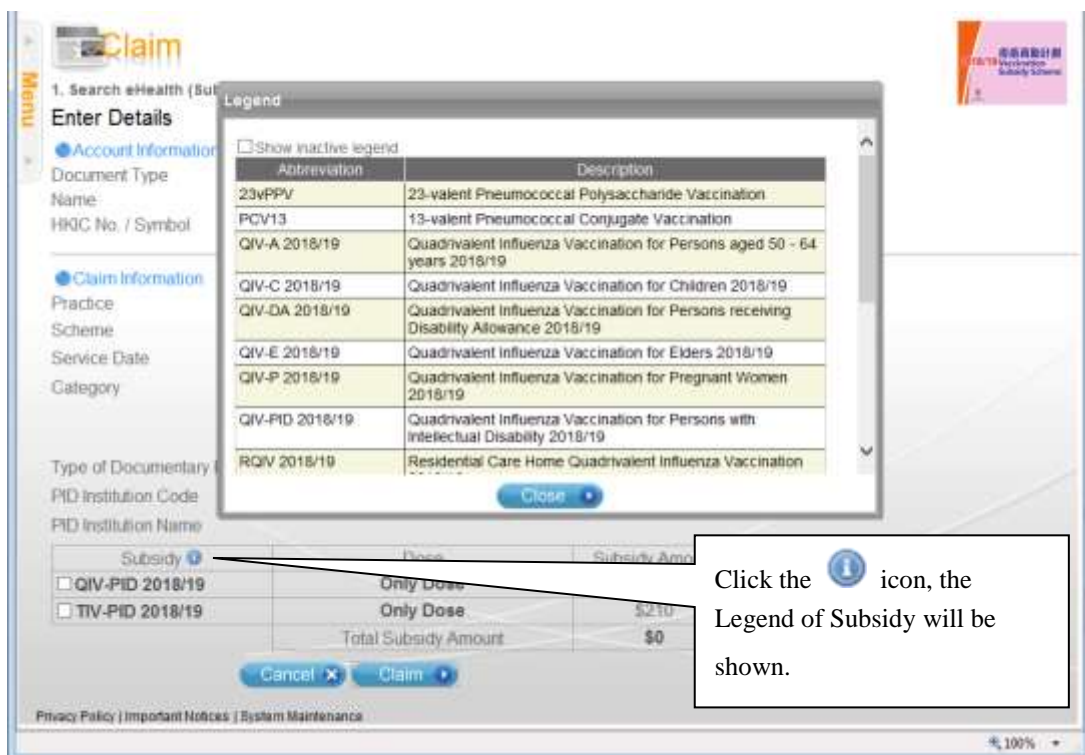 Claim
Menu
1. Search eHealth (Sub
Enter Details
Account Information
Document Type
Name
HKIC No. / Symbol
Claim Information
Practice
Scheme
Service Date
Category
Type of Documentary
PID Institution Code
PID Institution Name
Legend
Show inactive legend
Abbreviation Description
23vPPV 23-valent Pneumococcal Polysaccharide Vaccination
PCV13 13-valent Pneumococcal Conjugate Vaccination
QIV-A 2018/19 Quadrivalent Influenza Vaccination for Persons aged 50 - 64
years 2018/19
QIV-C 2018/19 Quadrivalent Influenza Vaccination for Children 2018/19
QIV-DA 2018/19 Quadrivalent Influenza Vaccination for Persons receiving
Disability Allowance 2018/19
QIV-E 2018/19 Quadrivalent Influenza Vaccination for Elders 2018/19
QIV-P 2018/19 Quadrivalent Influenza Vaccination for Pregnant Women
2018/19
QIV-PID 2018/19 Quadrivalent Influenza Vaccination for Persons with
Intellectual Disability 2018/19
RQIV 2018/19 Residential Care Home Quadrivalent Influenza Vaccination
Close
Subsidy Dose Subsidy Amo
QIV-PID 2018/19 Only Dose
TIV-PID 2018/19 Only Dose $210
Total Subsidy Amount $0
Cancel Claim
Click the icon, the
Legend of Subsidy will be
shown.
Privacy Policy | Important Notices | System Maintenance
100%
Vaccination
Subsidy Scheme